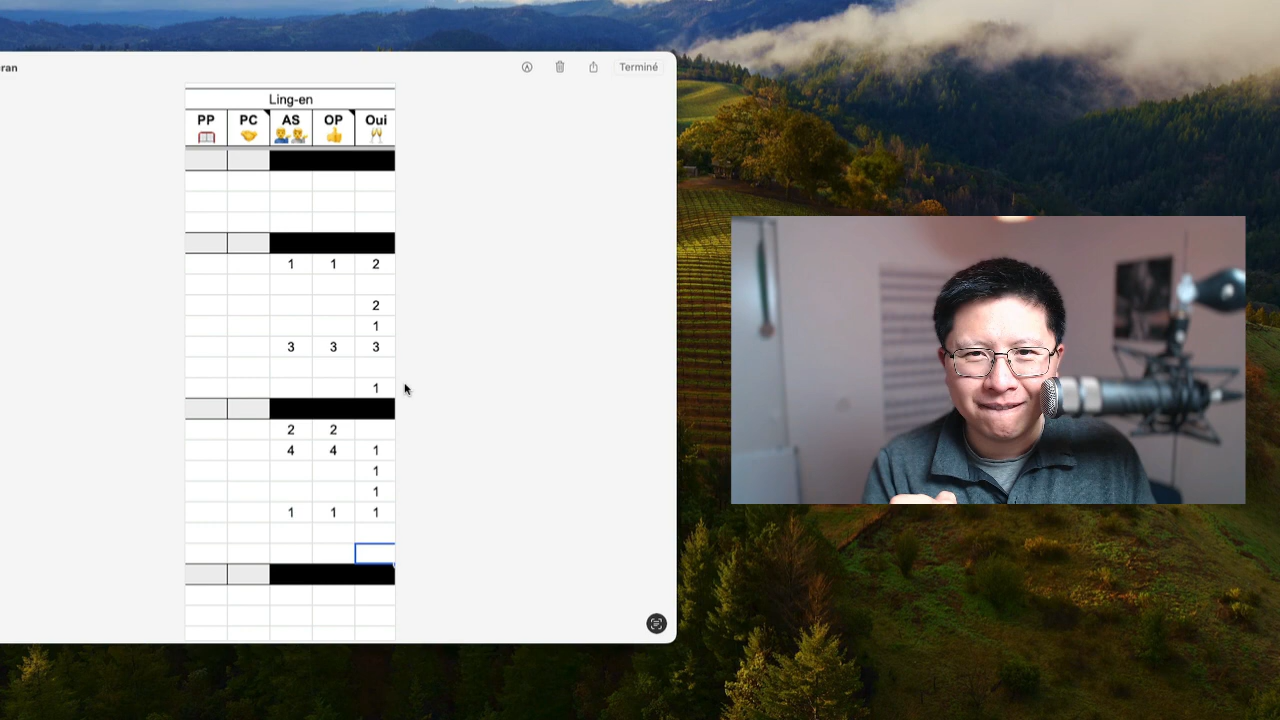 ran
Terminé
Ling-en
PP PC AS OP Oui
1 1 2
2
1
3 3 3
1
2 2
4 4 1
1
1
1 1 1